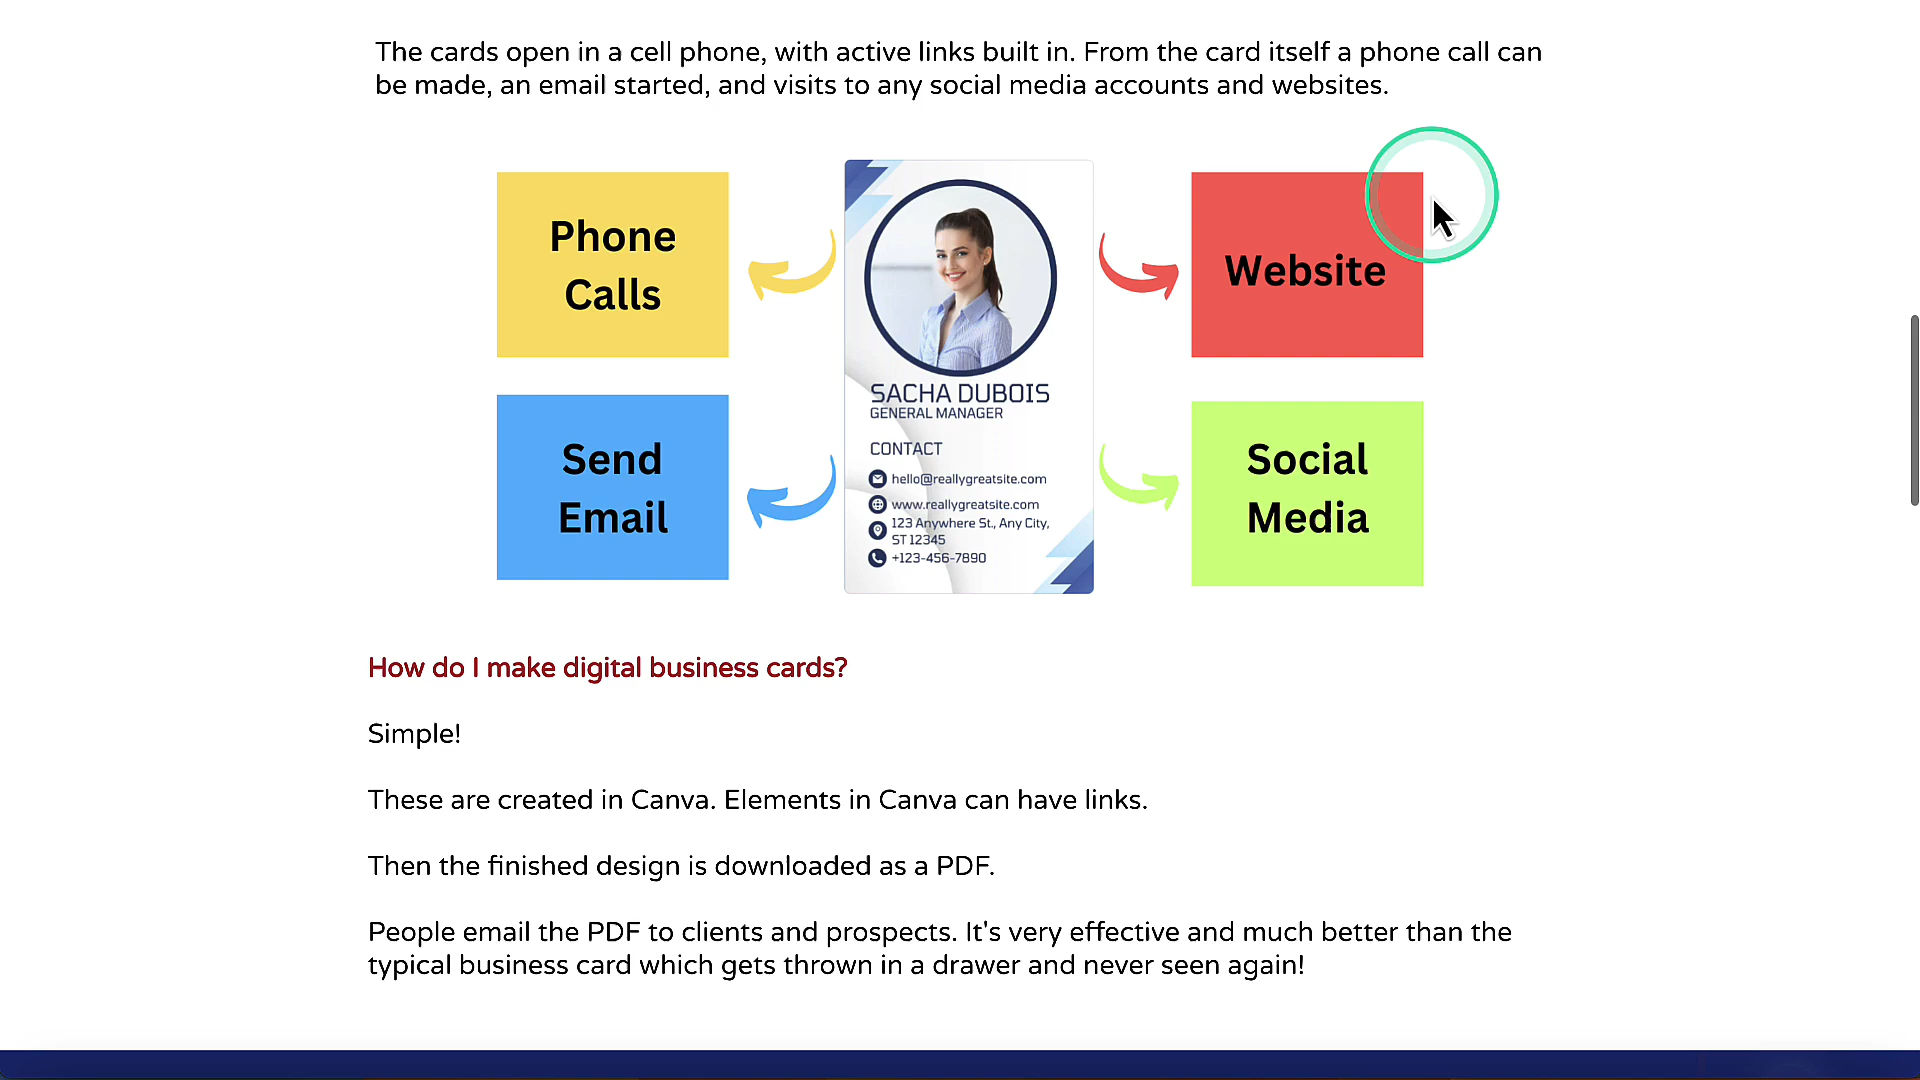 The cards open in a cell phone, with active links built in. From the card itself a phone call can
be made, an email started, and visits to any social media accounts and websites.
Phone
Calls
Website
Send
Email
Social
Media
SACHA DUBOIS
GENERAL MANAGER
CONTACT
hello@reallygreatsite.com
www.reallygreatsite.com
123 Anywhere St., Any City,
ST 12345
+123-456-7890
How do I make digital business cards?
Simple!
These are created in Canva. Elements in Canva can have links.
Then the finished design is downloaded as a PDF.
People email the PDF to clients and prospects. It's very effective and much better than the
typical business card which gets thrown in a drawer and never seen again!